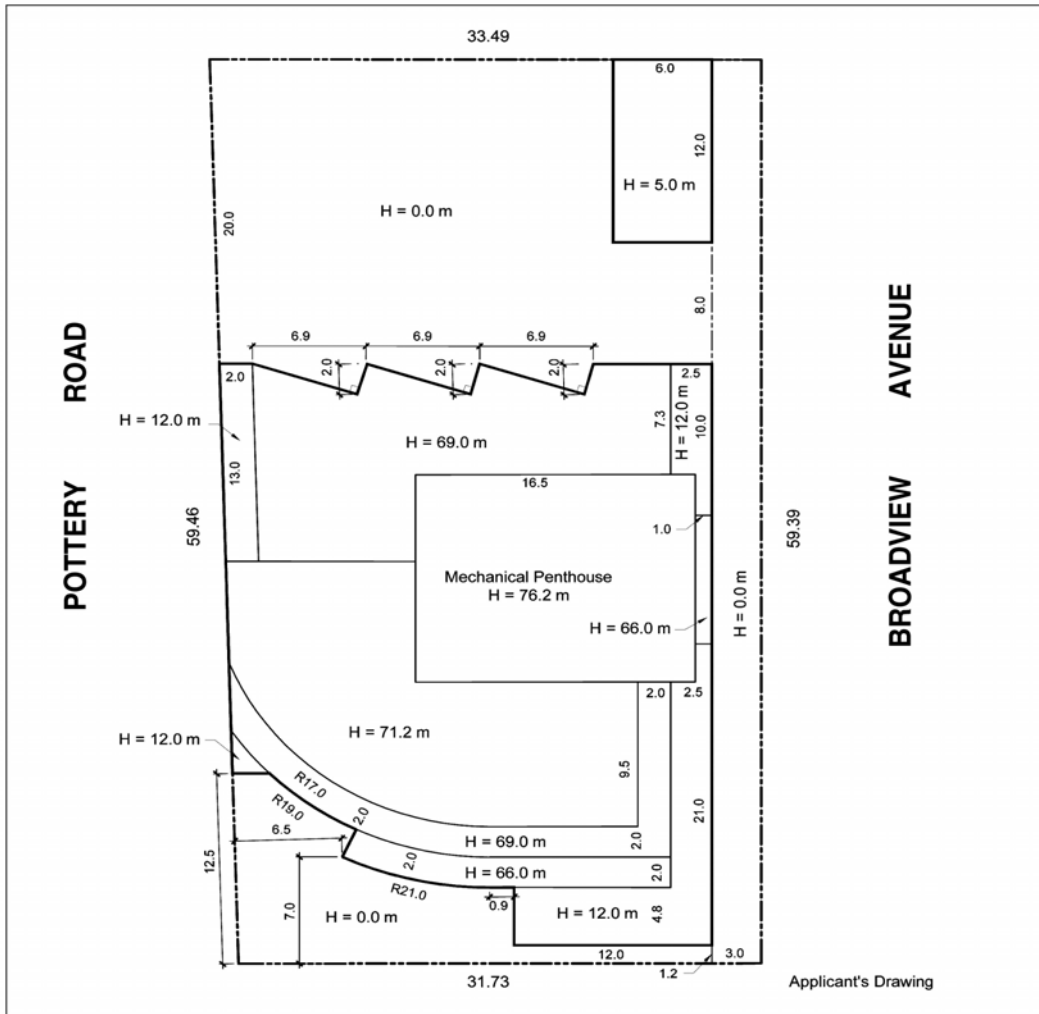 33.49
6.0
12.0
H = 5.0 m
H = 0.0 m
20.0
8.0
POTTERY ROAD
BROADVIEW AVENUE
6.9
6.9
6.9
2.0
2.0
2.0
2.0
2.5
H = 12.0 m
7.3
H = 12.0 m
10.0
H = 69.0 m
13.0
16.5
59.46
1.0
59.39
Mechanical Penthouse
H = 76.2 m
H = 0.0 m
H = 66.0 m
2.0
2.5
H = 71.2 m
H = 12.0 m
9.5
R17.0
R19.0
2.0
21.0
6.5
H = 69.0 m
2.0
12.5
2.0
H = 66.0 m
2.0
R21.0
0.9
7.0
H = 0.0 m
H = 12.0 m
4.8
12.0
3.0
1.2
31.73
Applicant's Drawing